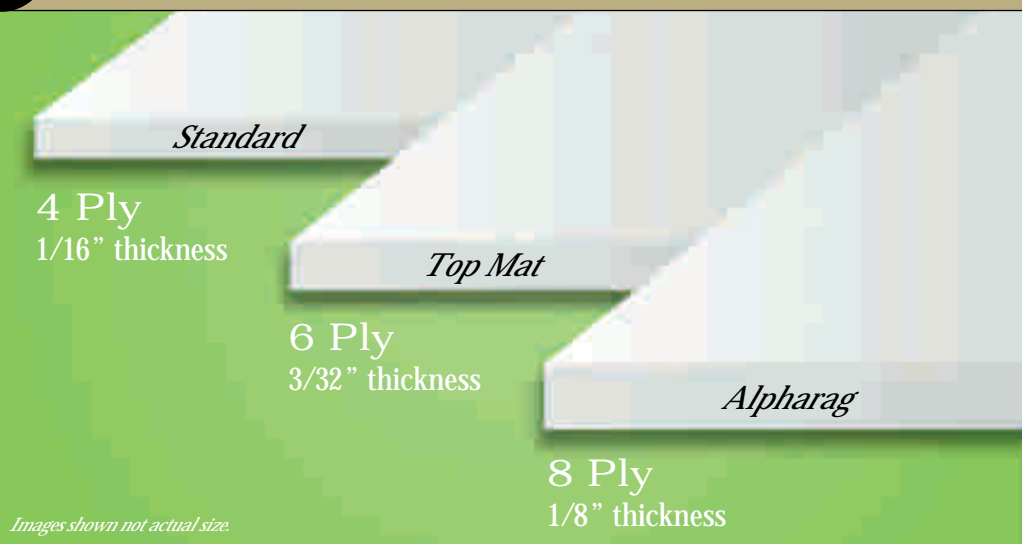 Standard
4 Ply
1/16” thickness
Top Mat
6 Ply
3/32” thickness
Alpharag
8 Ply
1/8” thickness
Images shown not actual size.